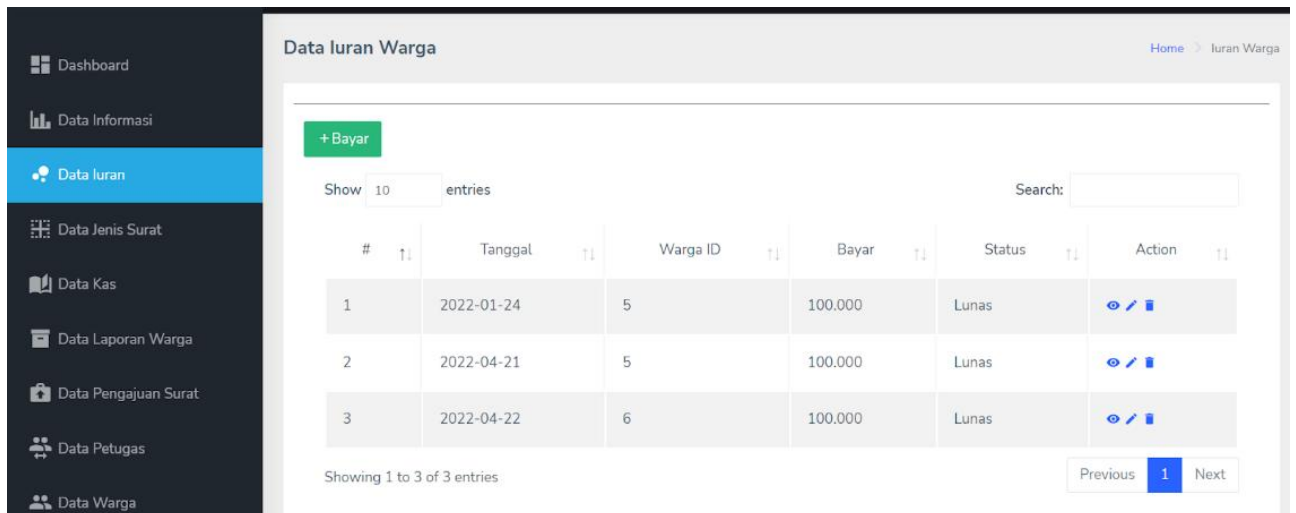 Dashboard
Data Informasi
Data Iuran
Data Jenis Surat
Data Kas
Data Laporan Warga
Data Pengajuan Surat
Data Petugas
Data Warga
Data Iuran Warga
Home > Iuran Warga
+ Bayar
Show 10 entries
Search:
# Tanggal Warga ID Bayar Status Action
1 2022-01-24 5 100.000 Lunas
2 2022-04-21 5 100.000 Lunas
3 2022-04-22 6 100.000 Lunas
Showing 1 to 3 of 3 entries
Previous 1 Next